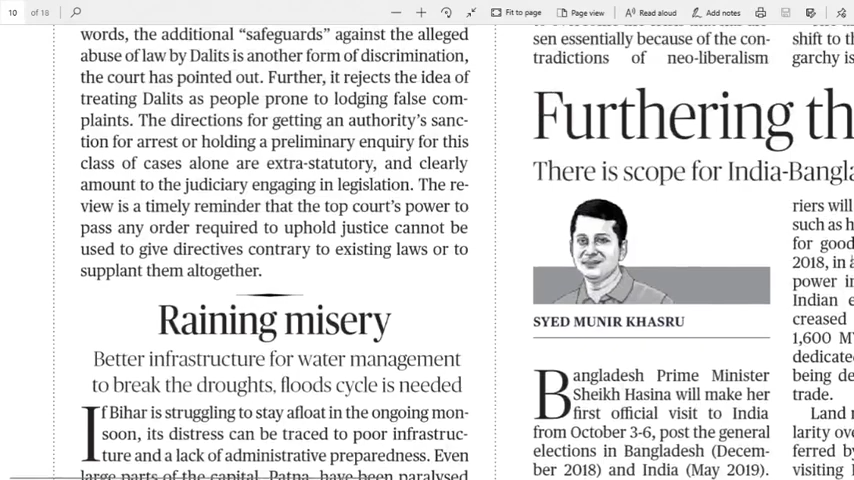 10 of 18
Fit to page
Page view
Read aloud
Add notes
words, the additional “safeguards” against the alleged
abuse of law by Dalits is another form of discrimination,
the court has pointed out. Further, it rejects the idea of
treating Dalits as people prone to lodging false com-
plaints. The directions for getting an authority’s sanc-
tion for arrest or holding a preliminary enquiry for this
class of cases alone are extra-statutory, and clearly
amount to the judiciary engaging in legislation. The re-
view is a timely reminder that the top court’s power to
pass any order required to uphold justice cannot be
used to give directives contrary to existing laws or to
supplant them altogether.
Raining misery
Better infrastructure for water management
to break the droughts, floods cycle is needed
If Bihar is struggling to stay afloat in the ongoing mon-
soon, its distress can be traced to poor infrastruc-
ture and a lack of administrative preparedness. Even
large parts of the capital, Patna, have been paralysed
sen essentially because of the con-
tradictions of neo-liberalism
shift to th
garchy is
Furthering th
There is scope for India-Bangla
SYED MUNIR KHASRU
Bangladesh Prime Minister
Sheikh Hasina will make her
first official visit to India
from October 3-6, post the general
elections in Bangladesh (Decem-
ber 2018) and India (May 2019).
riers will
such as h
for good
2018, in a
power in
Indian e
creased
1,600 M
dedicate
being de
trade.
Land r
larity ove
ferred by
visiting